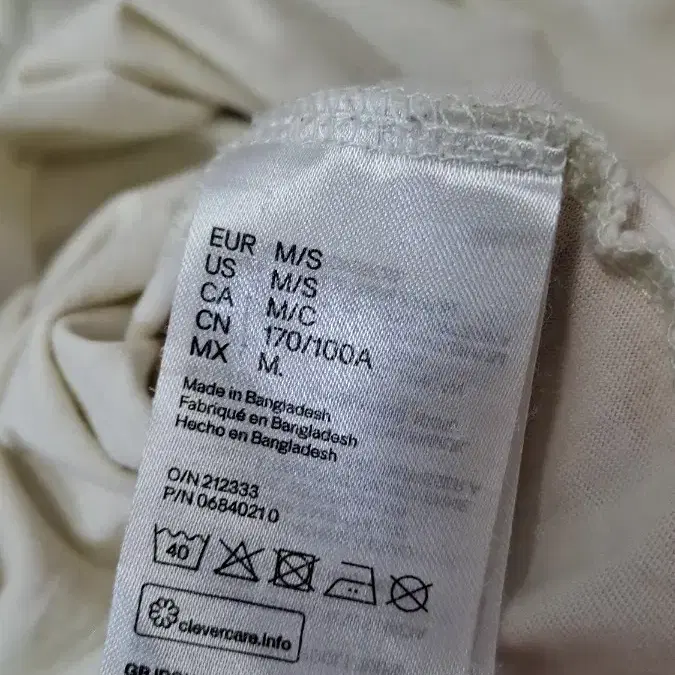 EUR M/S
US M/S
CA M/C
CN 170/100A
MX M.
Made in Bangladesh
Fabriqué en Bangladesh
Hecho en Bangladesh
O/N 212333
P/N 06840210
40
clevercare.info